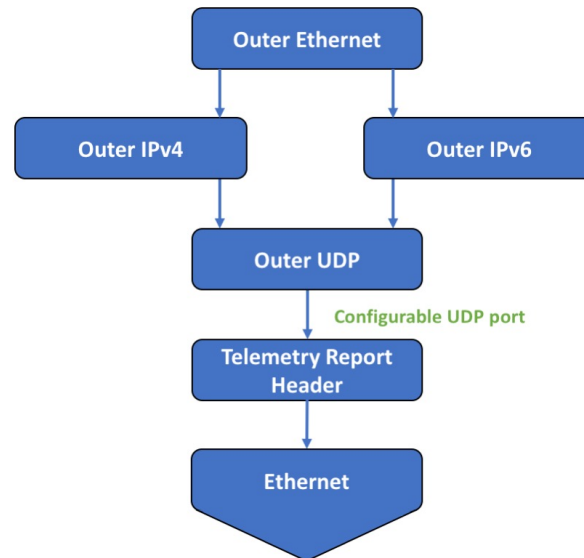 Outer Ethernet
Outer IPv4
Outer IPv6
Outer UDP
Configurable UDP port
Telemetry Report
Header
Ethernet